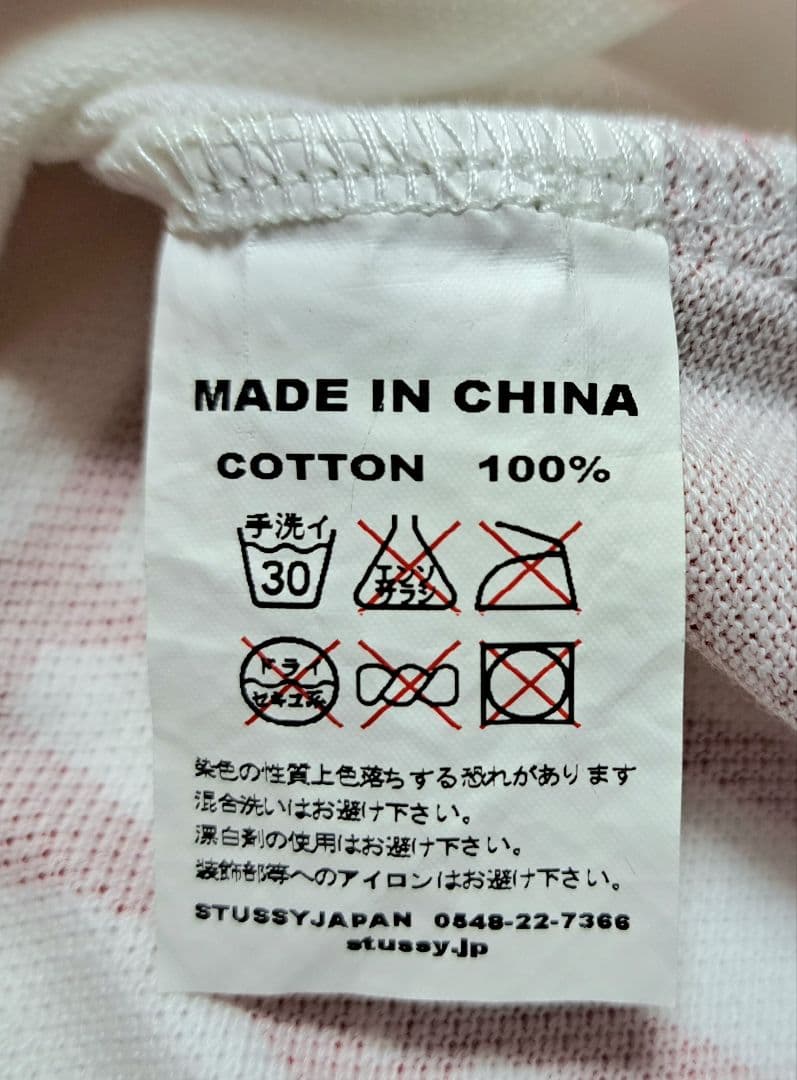 MADE IN CHINA
COTTON 100%
手洗イ
30
エンソ
サラシ
ドライ
セキユ系
染色の性質上色落ちする恐れがあります
混合洗いはお避け下さい。
漂白剤の使用はお避け下さい。
装飾部等へのアイロンはお避け下さい。
STUSSYJAPAN 0548-22-7366
stussy.jp